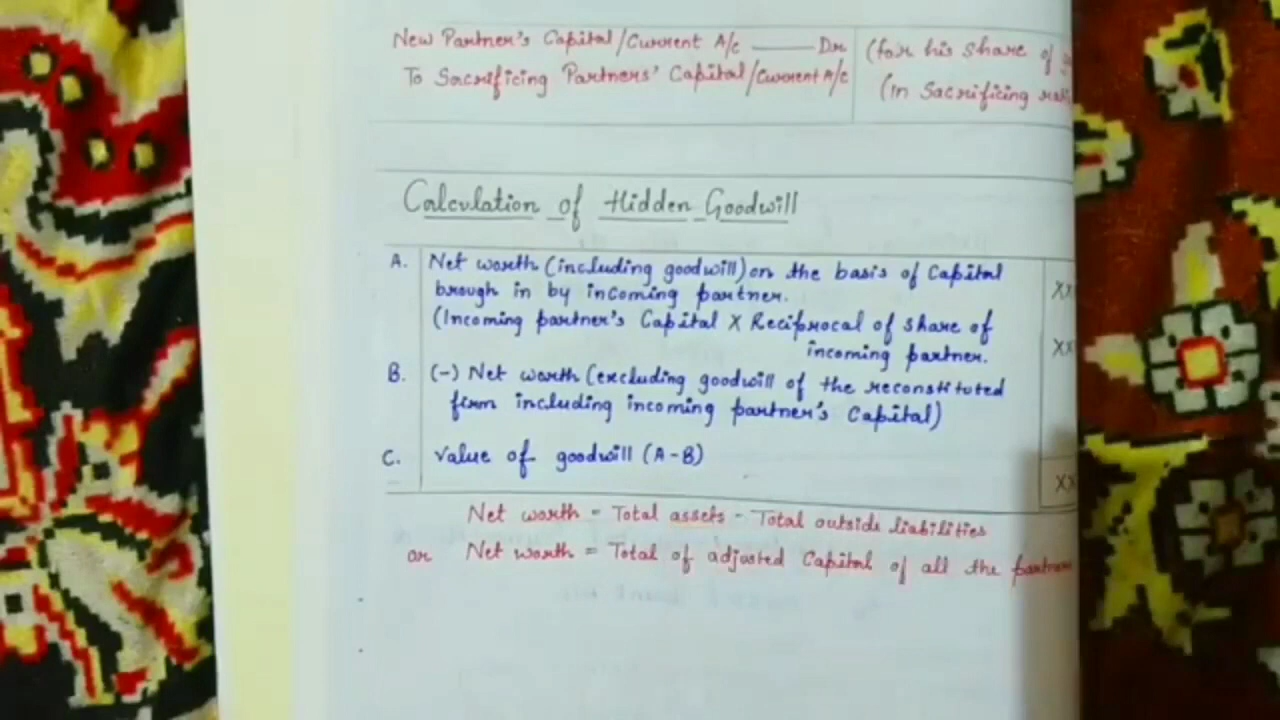 New Partner's Capital/Current A/c —— Dr (for his share of
To Sacrificing Partners' Capital/Current A/c (In Sacrificing
Calculation of Hidden Goodwill
A. Net worth (including goodwill) on the basis of Capital
brough in by incoming partner. XX
(Incoming partner's Capital X Reciprocal of share of
incoming partner. XX
B. (-) Net worth (excluding goodwill of the reconstituted
firm including incoming partner's Capital)
C. Value of goodwill (A-B)
XX
Net worth = Total assets - Total outside liabilities
or Net worth = Total of adjusted Capital of all the partners